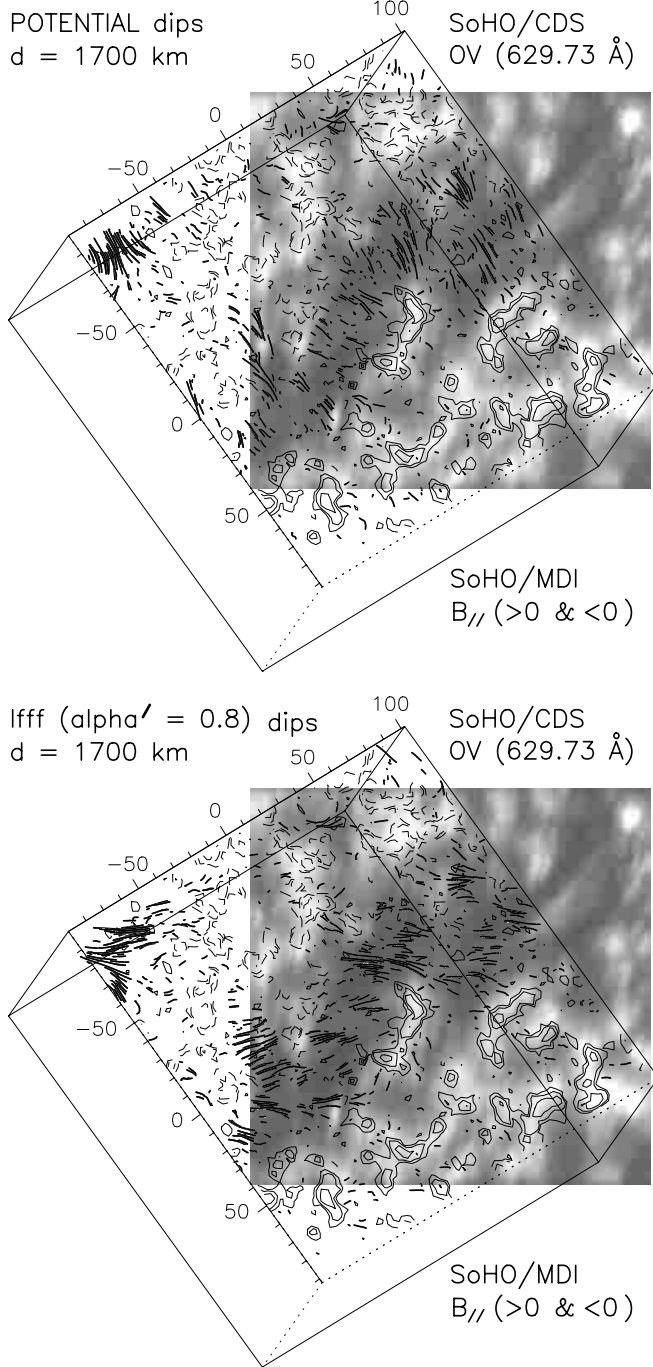 POTENTIAL dips
d = 1700 km
SoHO/CDS
OV (629.73 Å)
100
50
0
−50
−50
0
50
SoHO/MDI
B// (>0 & <0)
lfff (alpha′ = 0.8) dips
d = 1700 km
SoHO/CDS
OV (629.73 Å)
100
50
0
−50
−50
0
50
SoHO/MDI
B// (>0 & <0)